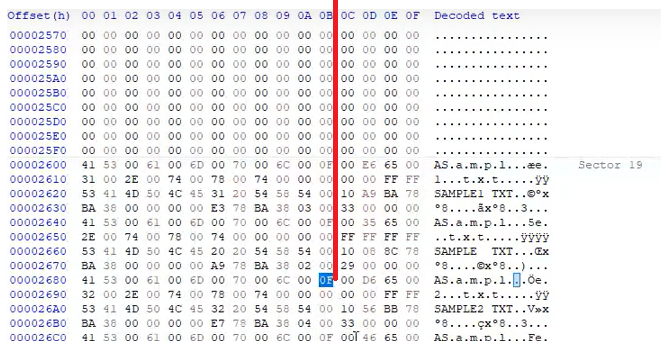 Offset(h) 00 01 02 03 04 05 06 07 08 09 0A 0B 0C 0D 0E 0F Decoded text
00002570 00 00 00 00 00 00 00 00 00 00 00 00 00 00 00 00 ................
00002580 00 00 00 00 00 00 00 00 00 00 00 00 00 00 00 00 ................
00002590 00 00 00 00 00 00 00 00 00 00 00 00 00 00 00 00 ................
000025A0 00 00 00 00 00 00 00 00 00 00 00 00 00 00 00 00 ................
000025B0 00 00 00 00 00 00 00 00 00 00 00 00 00 00 00 00 ................
000025C0 00 00 00 00 00 00 00 00 00 00 00 00 00 00 00 00 ................
000025D0 00 00 00 00 00 00 00 00 00 00 00 00 00 00 00 00 ................
000025E0 00 00 00 00 00 00 00 00 00 00 00 00 00 00 00 00 ................
000025F0 00 00 00 00 00 00 00 00 00 00 00 00 00 00 00 00 ................
00002600 41 53 00 61 00 6D 00 70 00 6C 00 0F 00 E6 65 00 AS.a.m.p.l...æe. Sector 19
00002610 31 00 2E 00 74 00 78 00 74 00 00 00 00 00 FF FF 1...t.x.t.....ÿÿ
00002620 53 41 4D 50 4C 45 31 20 54 58 54 00 10 A9 BA 78 SAMPLE1 TXT..©ºx
00002630 BA 38 00 00 00 00 E3 78 BA 38 03 00 33 00 00 00 º8....ãxº8..3...
00002640 41 53 00 61 00 6D 00 70 00 6C 00 0F 00 35 65 00 AS.a.m.p.l...5e.
00002650 2E 00 74 00 78 00 74 00 00 00 FF FF FF FF FF FF ..t.x.t.....ÿÿÿÿ
00002660 53 41 4D 50 4C 45 20 20 54 58 54 00 10 08 8C 78 SAMPLE  TXT...Œx
00002670 BA 38 00 00 00 00 A9 78 BA 38 02 00 29 00 00 00 º8....©xº8..)...
00002680 41 53 00 61 00 6D 00 70 00 6C 00 0F 00 D6 65 00 AS.a.m.p.l...Öe.
00002690 32 00 2E 00 74 00 78 00 74 00 00 00 00 00 FF FF 2...t.x.t.....ÿÿ
000026A0 53 41 4D 50 4C 45 32 20 54 58 54 00 10 56 BB 78 SAMPLE2 TXT..V»x
000026B0 BA 38 00 00 00 00 E7 78 BA 38 04 00 33 00 00 00 º8....çxº8..3...
000026C0 41 53 00 61 00 6D 00 70 00 6C 00 0F 00 46 65 00 AS.a.m.p.l...Fe.